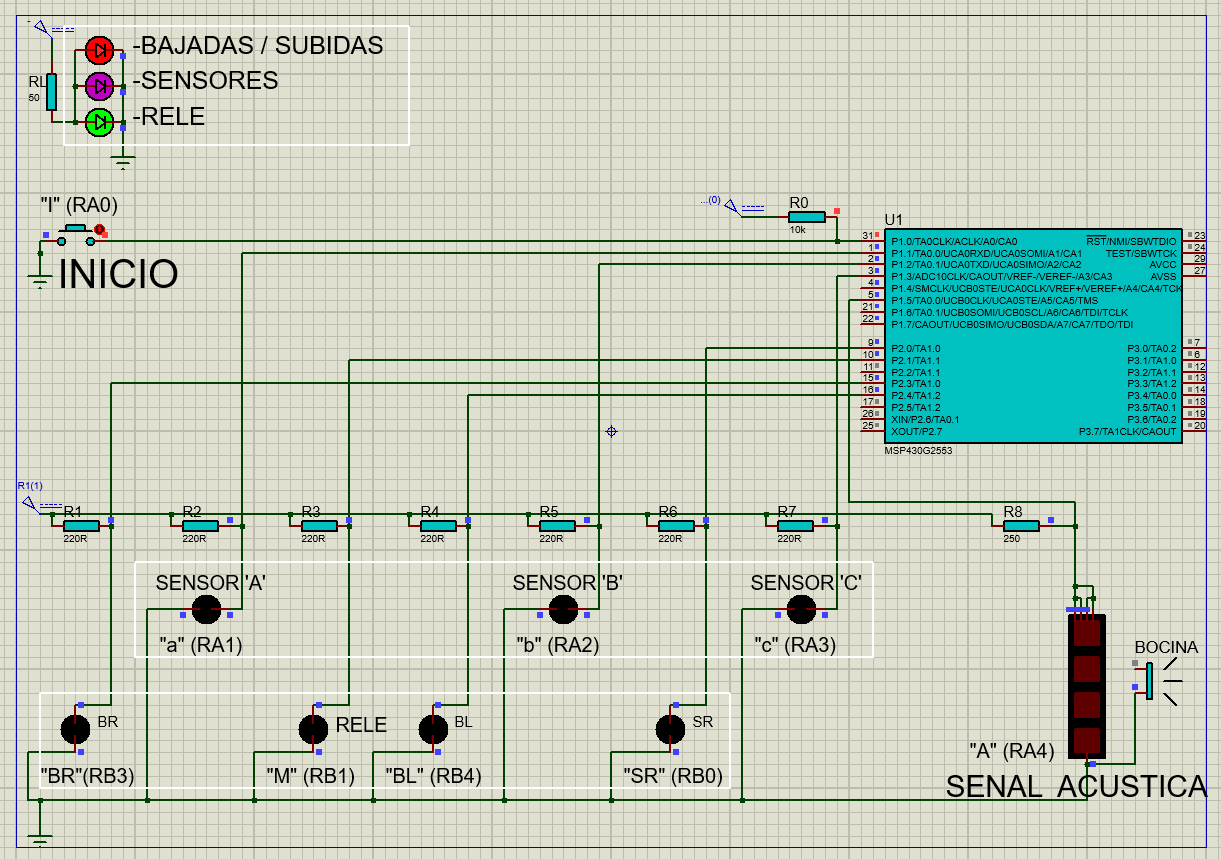 -BAJADAS / SUBIDAS
RL
50
-SENSORES
-RELE
"I" (RA0)
INICIO
...(0)
R0
10k
U1
31 P1.0/TA0CLK/ACLK/A0/CA0
1 P1.1/TA0.0/UCA0RXD/UCA0SOMI/A1/CA1
2 P1.2/TA0.1/UCA0TXD/UCA0SIMO/A2/CA2
3 P1.3/ADC10CLK/CAOUT/VREF-/VEREF-/A3/CA3
4 P1.4/SMCLK/UCB0STE/UCA0CLK/VREF+/VEREF+/A4/CA4/TCK
5 P1.5/TA0.0/UCB0CLK/UCA0STE/A5/CA5/TMS
21 P1.6/TA0.1/UCB0SOMI/UCB0SCL/A6/CA6/TDI/TCLK
22 P1.7/CAOUT/UCB0SIMO/UCB0SDA/A7/CA7/TDO/TDI
9 P2.0/TA1.0
10 P2.1/TA1.1
11 P2.2/TA1.1
15 P2.3/TA1.0
16 P2.4/TA1.2
17 P2.5/TA1.2
26 XIN/P2.6/TA0.1
25 XOUT/P2.7
RST/NMI/SBWTDIO 23
TEST/SBWTCK 24
AVCC 29
AVSS 27
P3.0/TA0.2 7
P3.1/TA1.0 6
P3.2/TA1.1 12
P3.3/TA1.2 13
P3.4/TA0.0 14
P3.5/TA0.1 18
P3.6/TA0.2 19
P3.7/TA1CLK/CAOUT 20
MSP430G2553
R1(1)
R1
220R
R2
220R
R3
220R
R4
220R
R5
220R
R6
220R
R7
220R
R8
250
SENSOR 'A'
"a" (RA1)
SENSOR 'B'
"b" (RA2)
SENSOR 'C'
"c" (RA3)
BR
"BR"(RB3)
RELE
"M" (RB1)
BL
"BL" (RB4)
SR
"SR" (RB0)
BOCINA
"A" (RA4)
SENAL ACUSTICA